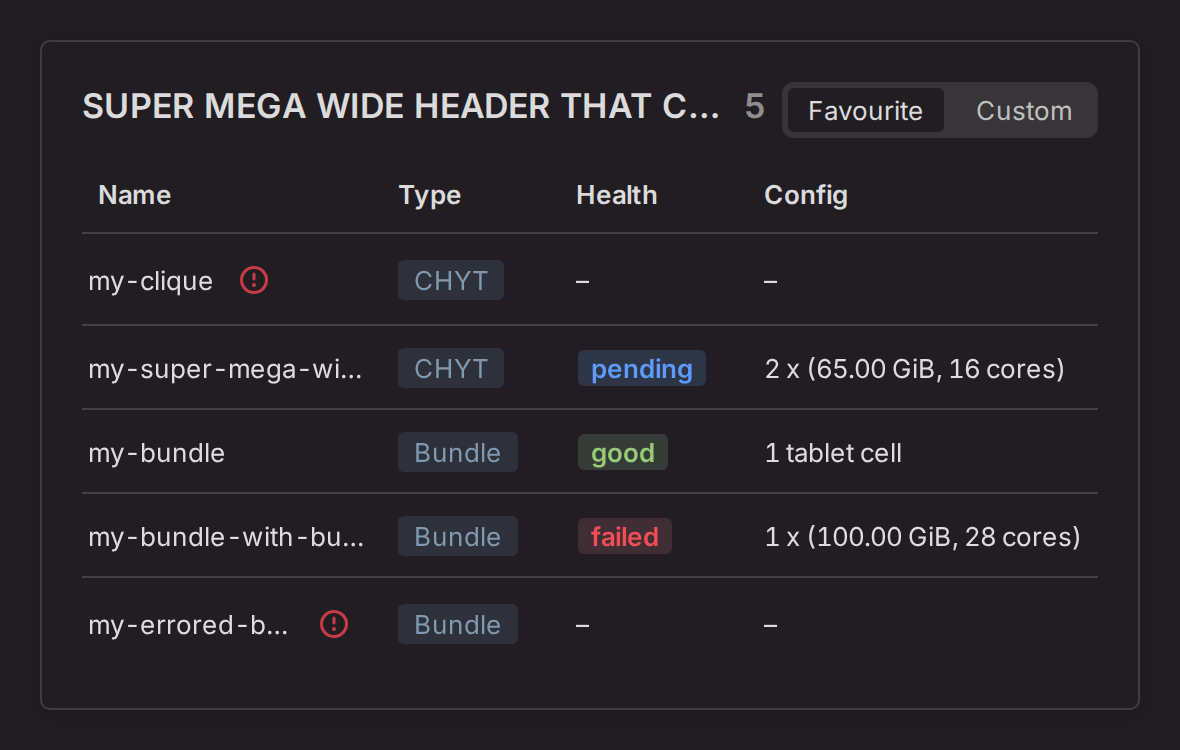 SUPER MEGA WIDE HEADER THAT C... 5 Favourite Custom
Name Type Health Config
my-clique CHYT – –
my-super-mega-wi... CHYT pending 2 x (65.00 GiB, 16 cores)
my-bundle Bundle good 1 tablet cell
my-bundle-with-bu... Bundle failed 1 x (100.00 GiB, 28 cores)
my-errored-b... Bundle – –